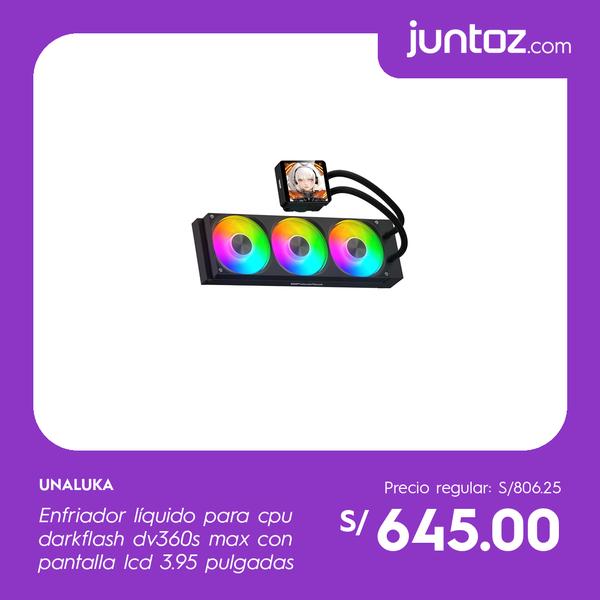 juntoz.com
UNALUKA
Enfriador líquido para cpu
darkflash dv360s max con
pantalla lcd 3.95 pulgadas
Precio regular: S/806.25
S/ 645.00